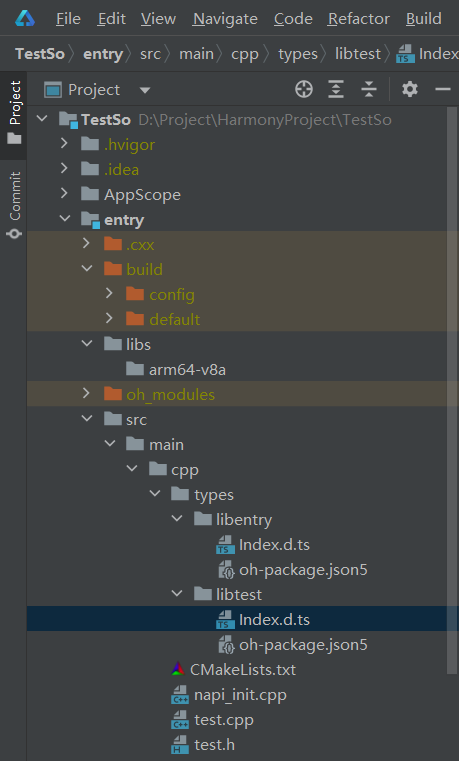 File Edit View Navigate Code Refactor Build
TestSo entry src main cpp types libtest Index
Project
Project
Commit
TestSo D:\Project\HarmonyProject\TestSo
.hvigor
.idea
AppScope
entry
.cxx
build
config
default
libs
arm64-v8a
oh_modules
src
main
cpp
types
libentry
Index.d.ts
oh-package.json5
libtest
Index.d.ts
oh-package.json5
CMakeLists.txt
napi_init.cpp
test.cpp
test.h